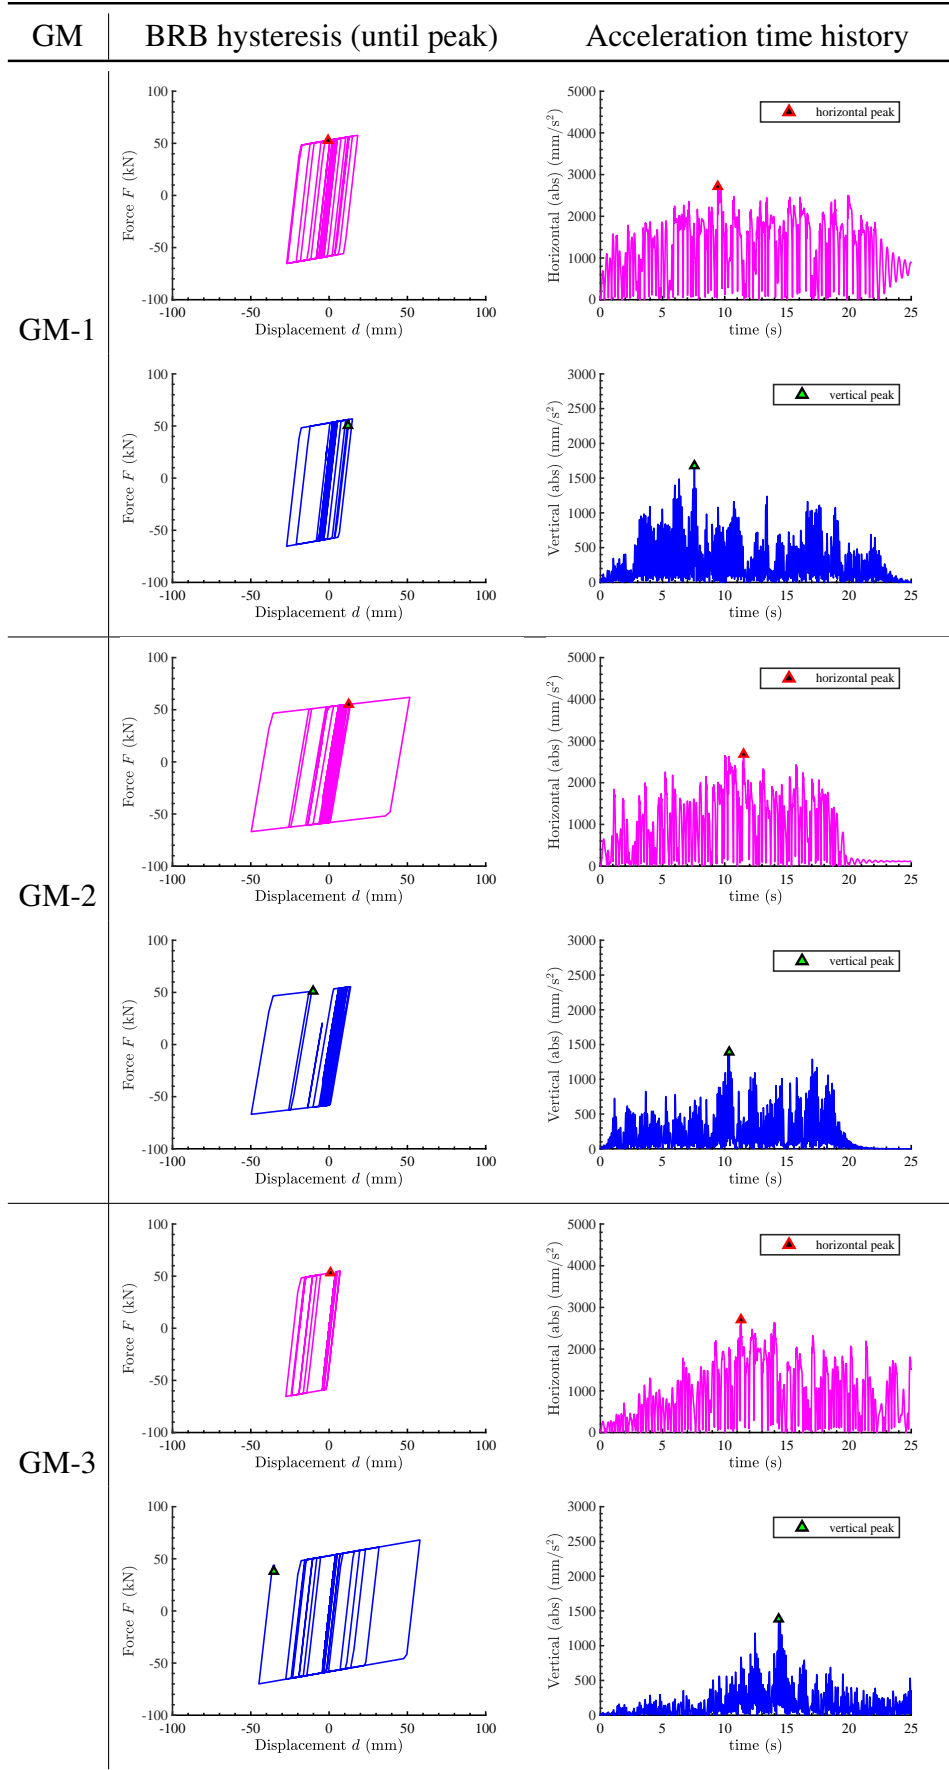 GM BRB hysteresis (until peak) Acceleration time history
GM-1
100
50
0
-50
-100
Force F (kN)
-100 -50 0 50 100
Displacement d (mm)
5000
4000
3000
2000
1000
0
Horizontal (abs) (mm/s²)
horizontal peak
0 5 10 15 20 25
time (s)
100
50
0
-50
-100
Force F (kN)
-100 -50 0 50 100
Displacement d (mm)
3000
2500
2000
1500
1000
500
0
Vertical (abs) (mm/s²)
vertical peak
0 5 10 15 20 25
time (s)
GM-2
100
50
0
-50
-100
Force F (kN)
-100 -50 0 50 100
Displacement d (mm)
5000
4000
3000
2000
1000
0
Horizontal (abs) (mm/s²)
horizontal peak
0 5 10 15 20 25
time (s)
100
50
0
-50
-100
Force F (kN)
-100 -50 0 50 100
Displacement d (mm)
3000
2500
2000
1500
1000
500
0
Vertical (abs) (mm/s²)
vertical peak
0 5 10 15 20 25
time (s)
GM-3
100
50
0
-50
-100
Force F (kN)
-100 -50 0 50 100
Displacement d (mm)
5000
4000
3000
2000
1000
0
Horizontal (abs) (mm/s²)
horizontal peak
0 5 10 15 20 25
time (s)
100
50
0
-50
-100
Force F (kN)
-100 -50 0 50 100
Displacement d (mm)
3000
2500
2000
1500
1000
500
0
Vertical (abs) (mm/s²)
vertical peak
0 5 10 15 20 25
time (s)